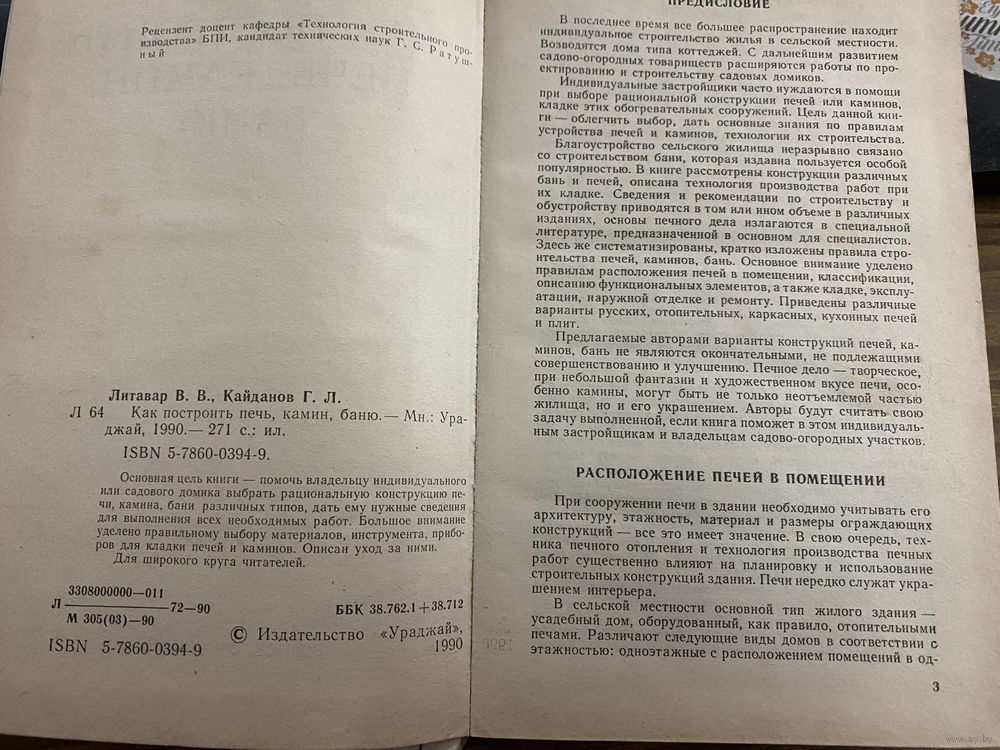 Рецензент доцент кафедры «Технология строительного про-
изводства» БПИ, кандидат технических наук Г. С. Ратуш-
ный
Литавар В. В., Кайданов Г. Л.
Л 64 Как построить печь, камин, баню.— Мн.: Ура-
джай, 1990.— 271 с.: ил.
ISBN 5-7860-0394-9.
Основная цель книги — помочь владельцу индивидуального
или садового домика выбрать рациональную конструкцию пе-
чи, камина, бани различных типов, дать ему нужные сведения
для выполнения всех необходимых работ. Большое внимание
уделено правильному выбору материалов, инструмента, прибо-
ров для кладки печей и каминов. Описан уход за ними.
Для широкого круга читателей.
3308000000—011
Л 72—90
М 305(03)—90
ББК 38.762.1+38.712
© Издательство «Ураджай»,
1990
ISBN 5-7860-0394-9
ПРЕДИСЛОВИЕ
В последнее время все большее распространение находит
индивидуальное строительство жилья в сельской местности.
Возводятся дома типа коттеджей. С дальнейшим развитием
садово-огородных товариществ расширяются работы по про-
ектированию и строительству садовых домиков.
Индивидуальные застройщики часто нуждаются в помощи
при выборе рациональной конструкции печей или каминов,
кладке этих обогревательных сооружений. Цель данной кни-
ги — облегчить выбор, дать основные знания по правилам
устройства печей и каминов, технологии их строительства.
Благоустройство сельского жилища неразрывно связано
со строительством бани, которая издавна пользуется особой
популярностью. В книге рассмотрены конструкции различных
бань и печей, описана технология производства работ при
их кладке. Сведения и рекомендации по строительству и
обустройству приводятся в том или ином объеме в различных
изданиях, основы печного дела излагаются в специальной
литературе, предназначенной в основном для специалистов.
Здесь же систематизированы, кратко изложены правила стро-
ительства печей, каминов, бань. Основное внимание уделено
правилам расположения печей в помещении, классификации,
описанию функциональных элементов, а также кладке, эксплу-
атации, наружной отделке и ремонту. Приведены различные
варианты русских, отопительных, каркасных, кухонных печей
и плит.
Предлагаемые авторами варианты конструкций печей, ка-
минов, бань не являются окончательными, не подлежащими
совершенствованию и улучшению. Печное дело — творческое,
при небольшой фантазии и художественном вкусе печи, осо-
бенно камины, могут быть не только неотъемлемой частью
жилища, но и его украшением. Авторы будут считать свою
задачу выполненной, если книга поможет в этом индивидуаль-
ным застройщикам и владельцам садово-огородных участков.
РАСПОЛОЖЕНИЕ ПЕЧЕЙ В ПОМЕЩЕНИИ
При сооружении печи в здании необходимо учитывать его
архитектуру, этажность, материал и размеры ограждающих
конструкций — все это имеет значение. В свою очередь, тех-
ника печного отопления и технология производства печных
работ существенно влияют на планировку и использование
строительных конструкций здания. Печи нередко служат укра-
шением интерьера.
В сельской местности основной тип жилого здания —
усадебный дом, оборудованный, как правило, отопительными
печами. Различают следующие виды домов в соответствии с
этажностью: одноэтажные с расположением помещений в од-
3
www.ay.by